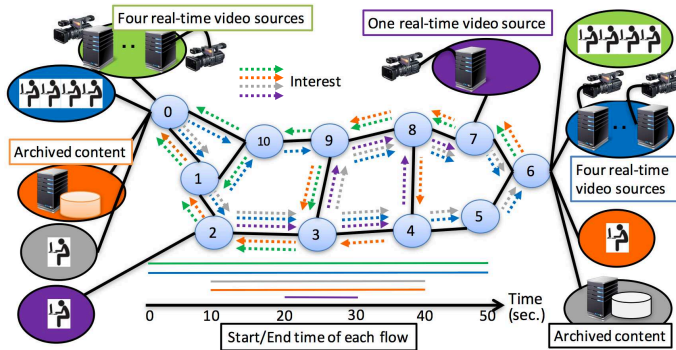 Four real-time video sources
One real-time video source
Interest
0
10
9
8
7
6
Archived content
1
2
3
4
5
Four real-time
video sources
Time
(sec.)
0 10 20 30 40 50
Start/End time of each flow
Archived content